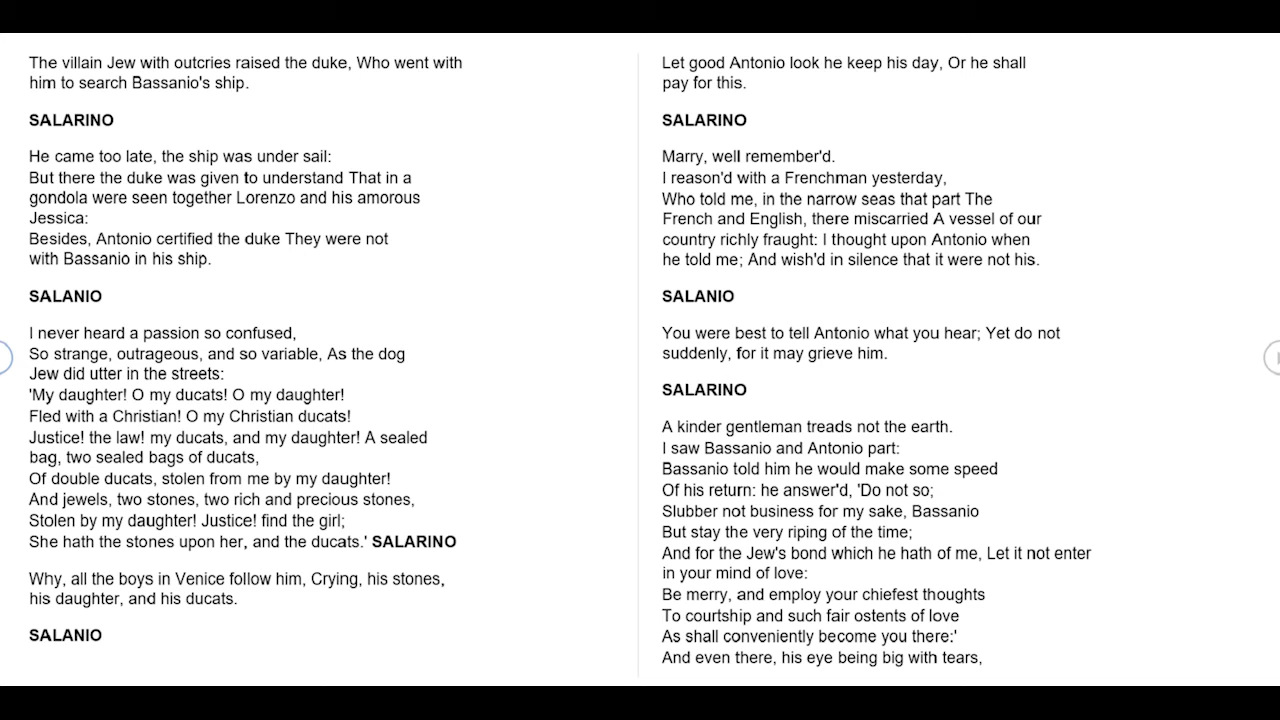 The villain Jew with outcries raised the duke, Who went with
him to search Bassanio's ship.
SALARINO
He came too late, the ship was under sail:
But there the duke was given to understand That in a
gondola were seen together Lorenzo and his amorous
Jessica:
Besides, Antonio certified the duke They were not
with Bassanio in his ship.
SALANIO
I never heard a passion so confused,
So strange, outrageous, and so variable, As the dog
Jew did utter in the streets:
'My daughter! O my ducats! O my daughter!
Fled with a Christian! O my Christian ducats!
Justice! the law! my ducats, and my daughter! A sealed
bag, two sealed bags of ducats,
Of double ducats, stolen from me by my daughter!
And jewels, two stones, two rich and precious stones,
Stolen by my daughter! Justice! find the girl;
She hath the stones upon her, and the ducats.' SALARINO
Why, all the boys in Venice follow him, Crying, his stones,
his daughter, and his ducats.
SALANIO
Let good Antonio look he keep his day, Or he shall
pay for this.
SALARINO
Marry, well remember'd.
I reason'd with a Frenchman yesterday,
Who told me, in the narrow seas that part The
French and English, there miscarried A vessel of our
country richly fraught: I thought upon Antonio when
he told me; And wish'd in silence that it were not his.
SALANIO
You were best to tell Antonio what you hear; Yet do not
suddenly, for it may grieve him.
SALARINO
A kinder gentleman treads not the earth.
I saw Bassanio and Antonio part:
Bassanio told him he would make some speed
Of his return: he answer'd, 'Do not so;
Slubber not business for my sake, Bassanio
But stay the very riping of the time;
And for the Jew's bond which he hath of me, Let it not enter
in your mind of love:
Be merry, and employ your chiefest thoughts
To courtship and such fair ostents of love
As shall conveniently become you there:'
And even there, his eye being big with tears,